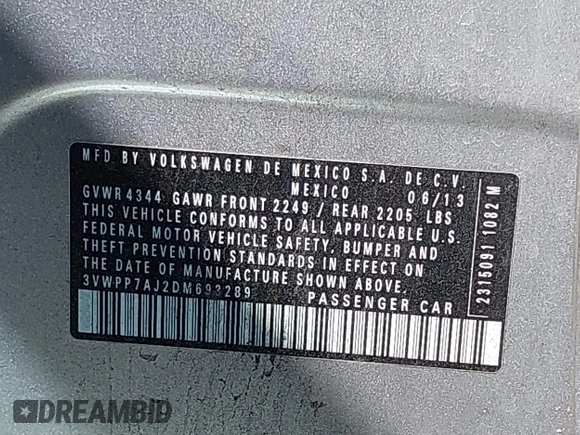 MFD BY VOLKSWAGEN DE MEXICO S.A. DE C.V.
MEXICO 06/13
GVWR 4344 GAWR FRONT 2249 / REAR 2205 LBS
THIS VEHICLE CONFORMS TO ALL APPLICABLE U.S.
FEDERAL MOTOR VEHICLE SAFETY, BUMPER AND
THEFT PREVENTION STANDARDS IN EFFECT ON
THE DATE OF MANUFACTURE SHOWN ABOVE.
3VWPP7AJ2DM693289 PASSENGER CAR
2315091 1082 M
DREAMBID